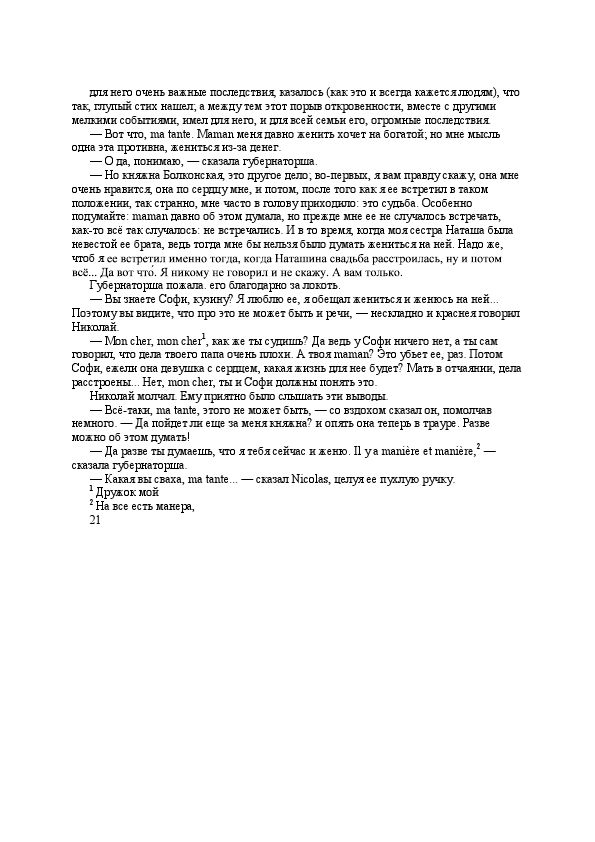 для него очень важные последствия, казалось (как это и всегда кажется людям), что
так, глупый стих нашел; а между тем этот порыв откровенности, вместе с другими
мелкими событиями, имел для него, и для всей семьи его, огромные последствия.
— Вот что, ma tante. Maman меня давно женить хочет на богатой; но мне мысль
одна эта противна, жениться из-за денег.
— О да, понимаю, — сказала губернаторша.
— Но княжна Болконская, это другое дело; во-первых, я вам правду скажу, она мне
очень нравится, она по сердцу мне, и потом, после того как я ее встретил в таком
положении, так странно, мне часто в голову приходило: это судьба. Особенно
подумайте: maman давно об этом думала, но прежде мне ее не случалось встречать,
как-то всё так случалось: не встречались. И в то время, когда моя сестра Наташа была
невестой ее брата, ведь тогда мне бы нельзя было думать жениться на ней. Надо же,
чтоб я ее встретил именно тогда, когда Наташина свадьба расстроилась, ну и потом
всё... Да вот что́. Я никому не говорил и не скажу. А вам только.
Губернаторша пожала. его благодарно за локоть.
— Вы знаете Софи, кузину? Я люблю ее, я обещал жениться и женюсь на ней...
Поэтому вы видите, что про это не может быть и речи, — нескладно и краснея говорил
Николай.
— Mon cher, mon cher¹, как же ты судишь? Да ведь у Софи ничего нет, а ты сам
говорил, что дела твоего папа очень плохи. А твоя maman? Это убьет ее, раз. Потом
Софи, ежели она девушка с сердцем, какая жизнь для нее будет? Мать в отчаянии, дела
расстроены... Нет, mon cher, ты и Софи должны понять это.
Николай молчал. Ему приятно было слышать эти выводы.
— Всё-таки, ma tante, этого не может быть, — со вздохом сказал он, помолчав
немного. — Да пойдет ли еще за меня княжна? и опять она теперь в трауре. Разве
можно об этом думать!
— Да разве ты думаешь, что я тебя сейчас и женю. Il y a manière et manière,² —
сказала губернаторша.
— Какая вы сваха, ma tante... — сказал Nicolas, целуя ее пухлую ручку.
¹ Дружок мой
² На все есть манера,
21